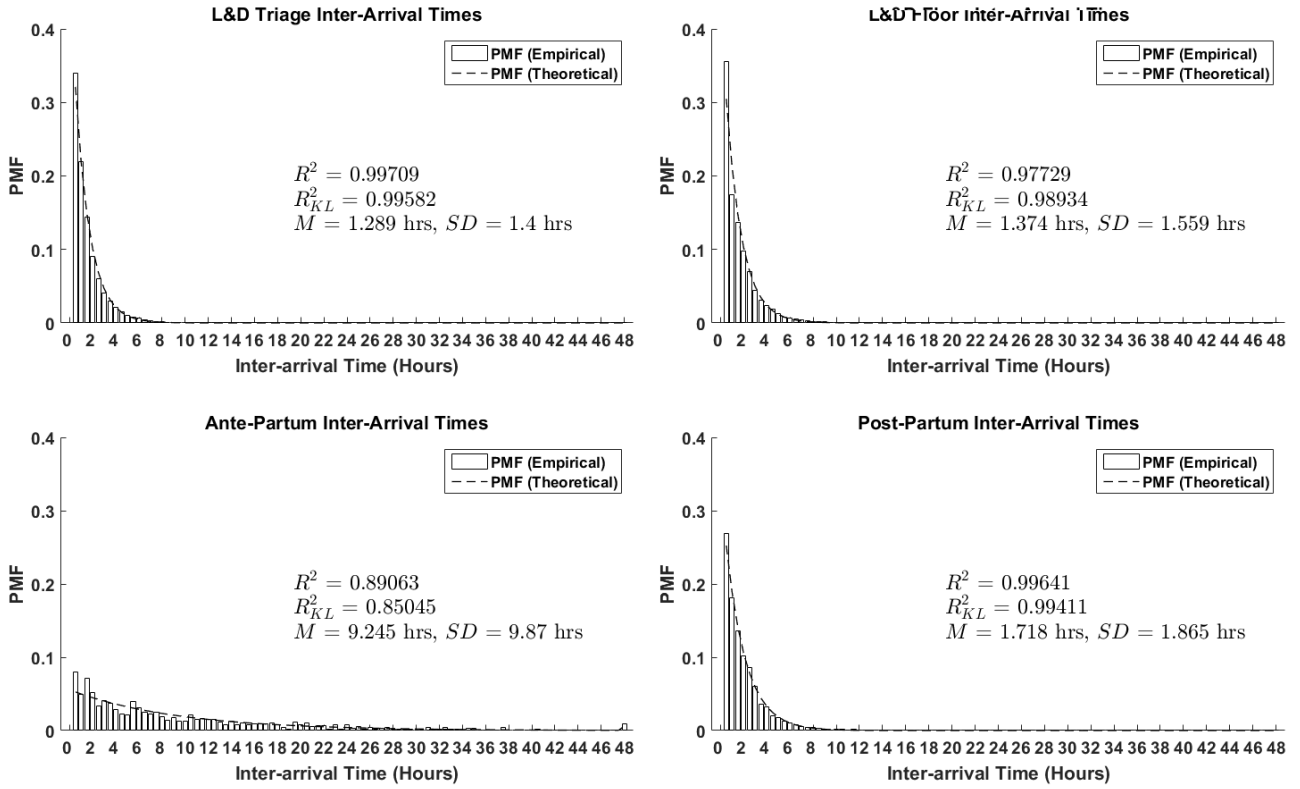 L&D Triage Inter-Arrival Times
0.4
0.3
0.2
0.1
0
PMF
PMF (Empirical)
PMF (Theoretical)
R² = 0.99709
R²_KL = 0.99582
M = 1.289 hrs, SD = 1.4 hrs
0 2 4 6 8 10 12 14 16 18 20 22 24 26 28 30 32 34 36 38 40 42 44 46 48
Inter-arrival Time (Hours)
L&D Floor Inter-Arrival Times
0.4
0.3
0.2
0.1
0
PMF
PMF (Empirical)
PMF (Theoretical)
R² = 0.97729
R²_KL = 0.98934
M = 1.374 hrs, SD = 1.559 hrs
0 2 4 6 8 10 12 14 16 18 20 22 24 26 28 30 32 34 36 38 40 42 44 46 48
Inter-arrival Time (Hours)
Ante-Partum Inter-Arrival Times
0.4
0.3
0.2
0.1
0
PMF
PMF (Empirical)
PMF (Theoretical)
R² = 0.89063
R²_KL = 0.85045
M = 9.245 hrs, SD = 9.87 hrs
0 2 4 6 8 10 12 14 16 18 20 22 24 26 28 30 32 34 36 38 40 42 44 46 48
Inter-arrival Time (Hours)
Post-Partum Inter-Arrival Times
0.4
0.3
0.2
0.1
0
PMF
PMF (Empirical)
PMF (Theoretical)
R² = 0.99641
R²_KL = 0.99411
M = 1.718 hrs, SD = 1.865 hrs
0 2 4 6 8 10 12 14 16 18 20 22 24 26 28 30 32 34 36 38 40 42 44 46 48
Inter-arrival Time (Hours)